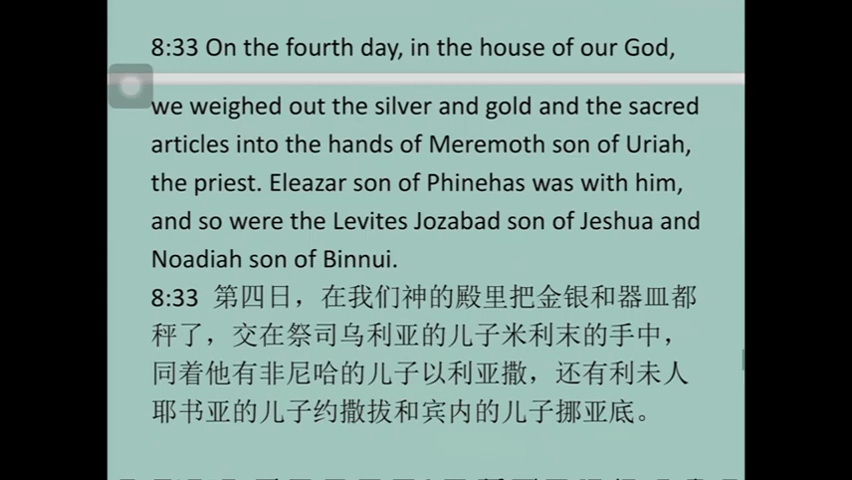 8:33 On the fourth day, in the house of our God,
we weighed out the silver and gold and the sacred
articles into the hands of Meremoth son of Uriah,
the priest. Eleazar son of Phinehas was with him,
and so were the Levites Jozabad son of Jeshua and
Noadiah son of Binnui.
8:33 第四日，在我们神的殿里把金银和器皿都
秤了，交在祭司乌利亚的儿子米利末的手中，
同着他有非尼哈的儿子以利亚撒，还有利未人
耶书亚的儿子约撒拔和宾内的儿子挪亚底。